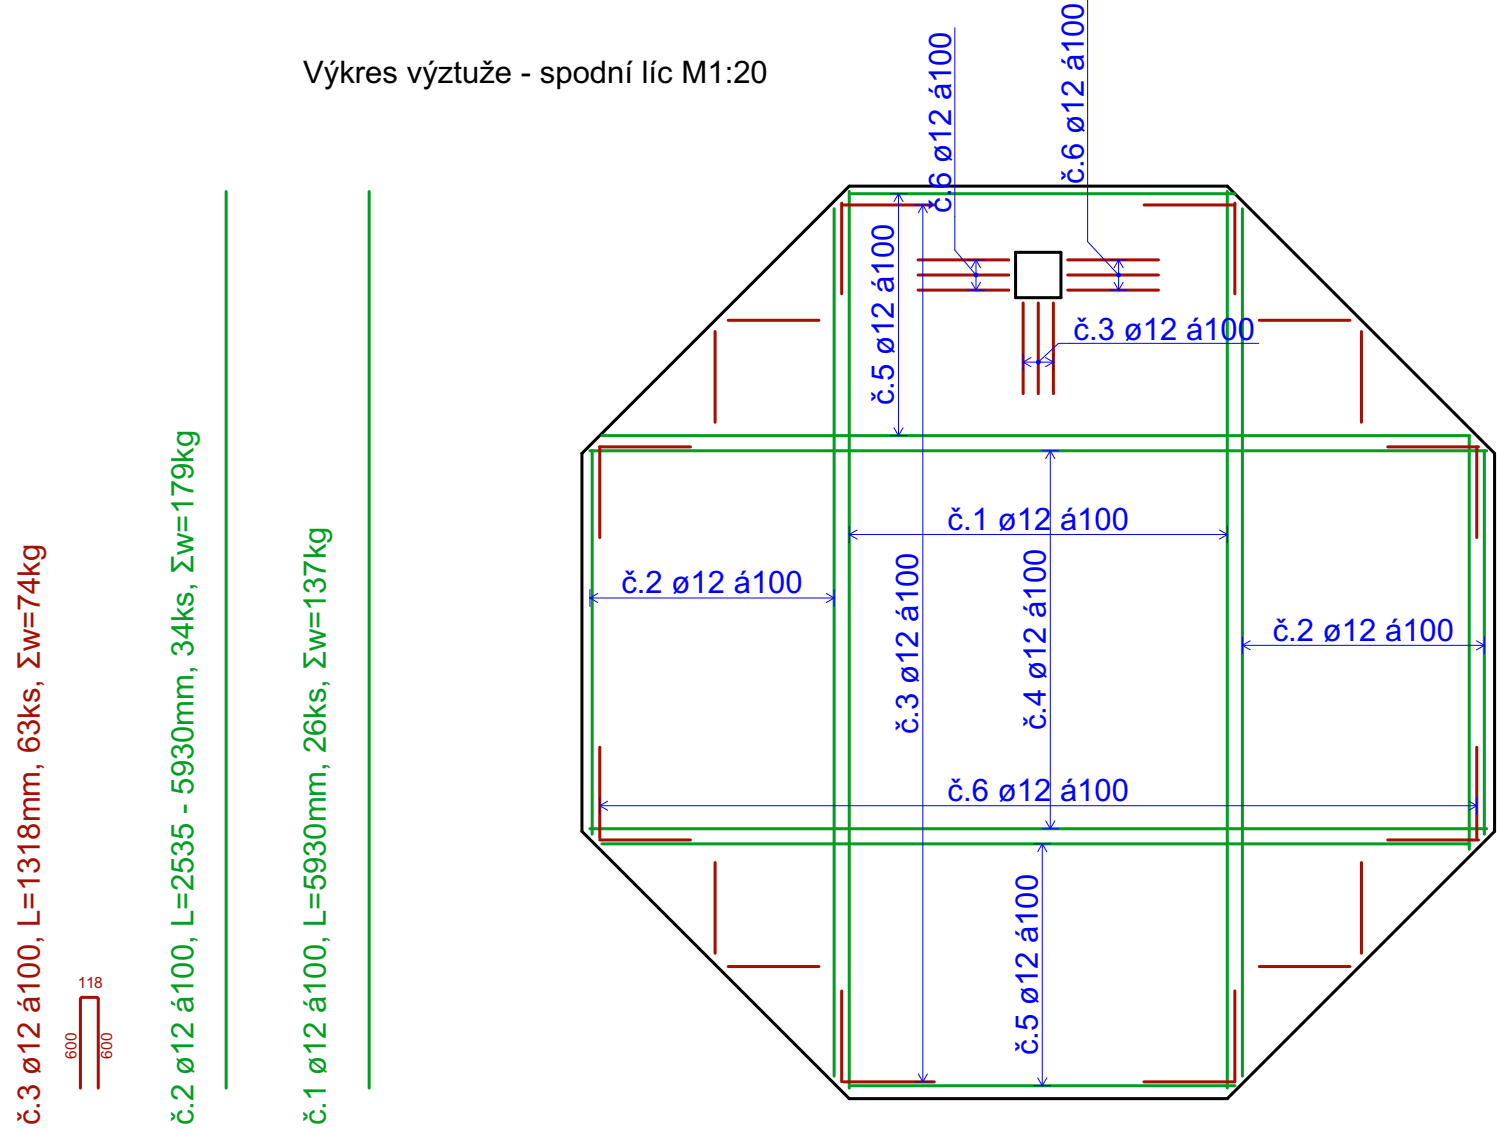 Výkres výztuže - spodní líc M1:20
č.3 ø12 á100, L=1318mm, 63ks, Σw=74kg
118
600
600
č.2 ø12 á100, L=2535 - 5930mm, 34ks, Σw=179kg
č.1 ø12 á100, L=5930mm, 26ks, Σw=137kg
č.6 ø12 á100
č.6 ø12 á100
č.5 ø12 á100
č.3 ø12 á100
č.1 ø12 á100
č.2 ø12 á100
č.3 ø12 á100
č.4 ø12 á100
č.2 ø12 á100
č.6 ø12 á100
č.5 ø12 á100